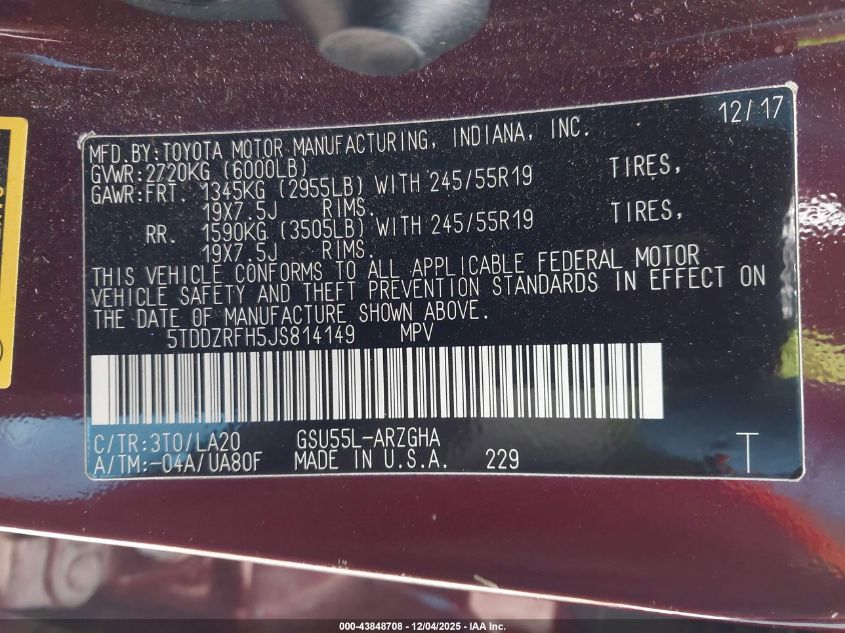 12/17
MFD.BY:TOYOTA MOTOR MANUFACTURING, INDIANA, INC.
GVWR:2720KG (6000LB)
GAWR:FRT. 1345KG (2955LB) WITH 245/55R19 TIRES,
19X7.5J RIMS.
RR. 1590KG (3505LB) WITH 245/55R19 TIRES,
19X7.5J RIMS.
THIS VEHICLE CONFORMS TO ALL APPLICABLE FEDERAL MOTOR
VEHICLE SAFETY AND THEFT PREVENTION STANDARDS IN EFFECT ON
THE DATE OF MANUFACTURE SHOWN ABOVE.
5TDDZRFH5JS814149 MPV
C/TR:3T0/LA20 GSU55L-ARZGHA
A/TM:-04A/UA80F MADE IN U.S.A. 229 T
000-43848708 - 12/04/2025 - IAAI.COM